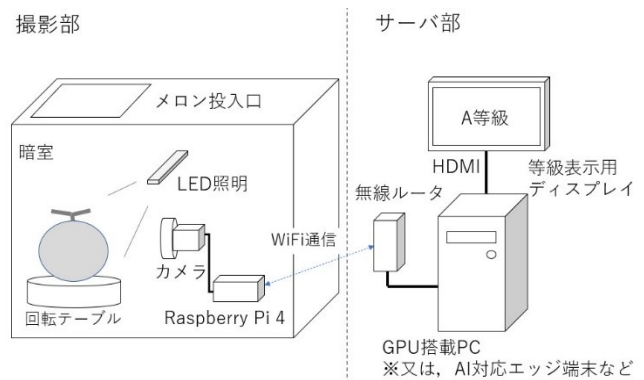 撮影部
サーバ部
メロン投入口
暗室
LED照明
カメラ
回転テーブル
Raspberry Pi 4
WiFi通信
A等級
HDMI
等級表示用
ディスプレイ
無線ルータ
GPU搭載PC
※又は，AI対応エッジ端末など